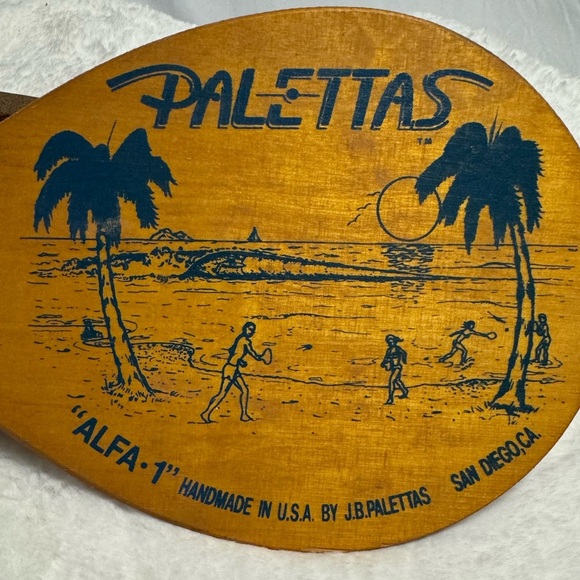 PALETTAS
TM
"ALFA·1" HANDMADE IN U.S.A. BY J.B.PALETTAS SAN DIEGO,CA.